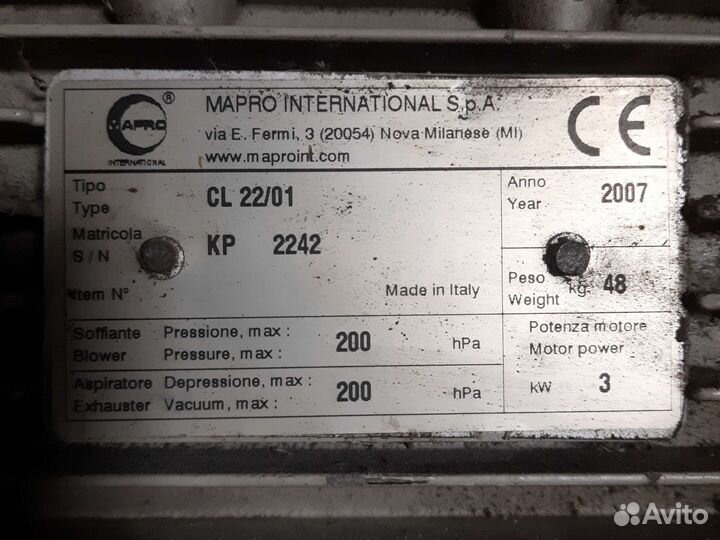 MAPRO
®
INTERNATIONAL
MAPRO INTERNATIONAL S.p.A.
via E. Fermi, 3 (20054) Nova Milanese (MI)
www.maproint.com
CE
Tipo
Type
CL 22/01
Anno
Year
2007
Matricola
S / N
KP 2242
Item N°
Made in Italy
Peso
Weight
kg
48
Soffiante Pressione, max :
Blower Pressure, max :
200 hPa
Potenza motore
Motor power
Aspiratore Depressione, max :
Exhauster Vacuum, max :
200 hPa
kW 3
Avito